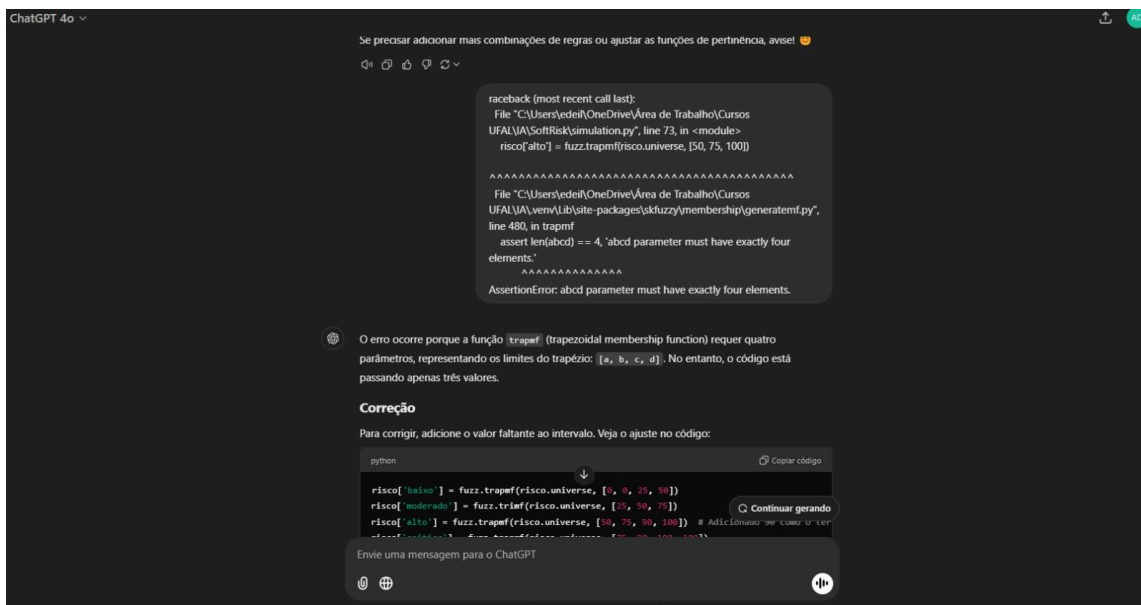 ChatGPT 4o
AD
Se precisar adicionar mais combinações de regras ou ajustar as funções de pertinência, avise! 😊
raceback (most recent call last):
File "C:\Users\edeil\OneDrive\Área de Trabalho\Cursos
UFAL\IA\SoftRisk\simulation.py", line 73, in <module>
risco['alto'] = fuzz.trapmf(risco.universe, [50, 75, 100])
^^^^^^^^^^^^^^^^^^^^^^^^^^^^^^^^^^^^^^^^^^^
File "C:\Users\edeil\OneDrive\Área de Trabalho\Cursos
UFAL\IA\.venv\Lib\site-packages\skfuzzy\membership\generatemf.py",
line 480, in trapmf
assert len(abcd) == 4, 'abcd parameter must have exactly four
elements.'
^^^^^^^^^^^^^^
AssertionError: abcd parameter must have exactly four elements.
O erro ocorre porque a função trapmf (trapezoidal membership function) requer quatro
parâmetros, representando os limites do trapézio: [a, b, c, d]. No entanto, o código está
passando apenas três valores.
Correção
Para corrigir, adicione o valor faltante ao intervalo. Veja o ajuste no código:
python
Copiar código
risco['baixo'] = fuzz.trapmf(risco.universe, [0, 0, 25, 50])
risco['moderado'] = fuzz.trimf(risco.universe, [25, 50, 75])
Continuar gerando
risco['alto'] = fuzz.trapmf(risco.universe, [50, 75, 90, 100]) # Adicionado 90 como o ter
Envie uma mensagem para o ChatGPT